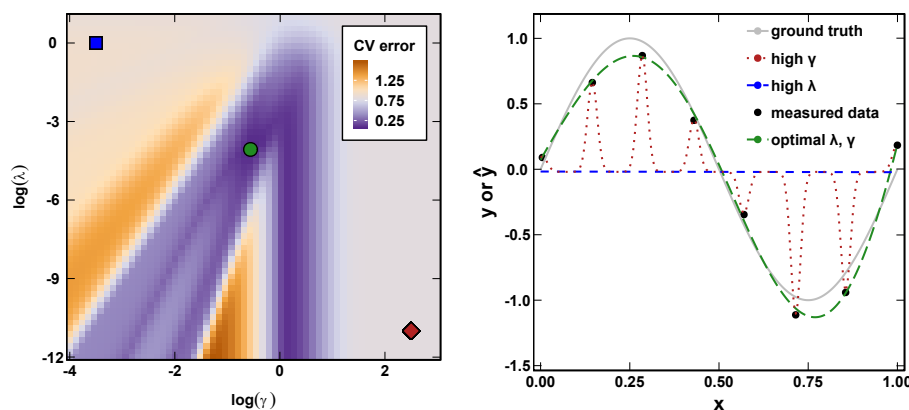 0
-3
-6
-9
-12
-4
-2
0
2
log(λ)
log(γ)
CV error
1.25
0.75
0.25
1.0
0.5
0.0
-0.5
-1.0
-1.5
0.00
0.25
0.50
0.75
1.00
y or ŷ
x
ground truth
high γ
high λ
measured data
optimal λ, γ